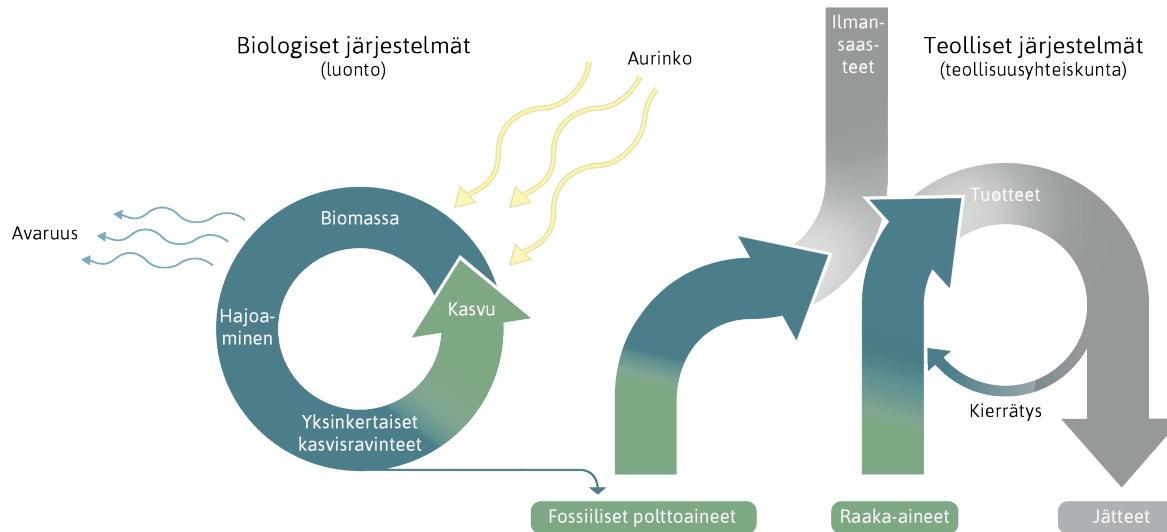 Biologiset järjestelmät
(luonto)
Aurinko
Ilman-
saas-
teet
Teolliset järjestelmät
(teollisuusyhteiskunta)
Avaruus
Biomassa
Hajoa-
minen
Kasvu
Yksinkertaiset
kasvisravinteet
Tuotteet
Kierrätys
Fossiiliset polttoaineet
Raaka-aineet
Jätteet